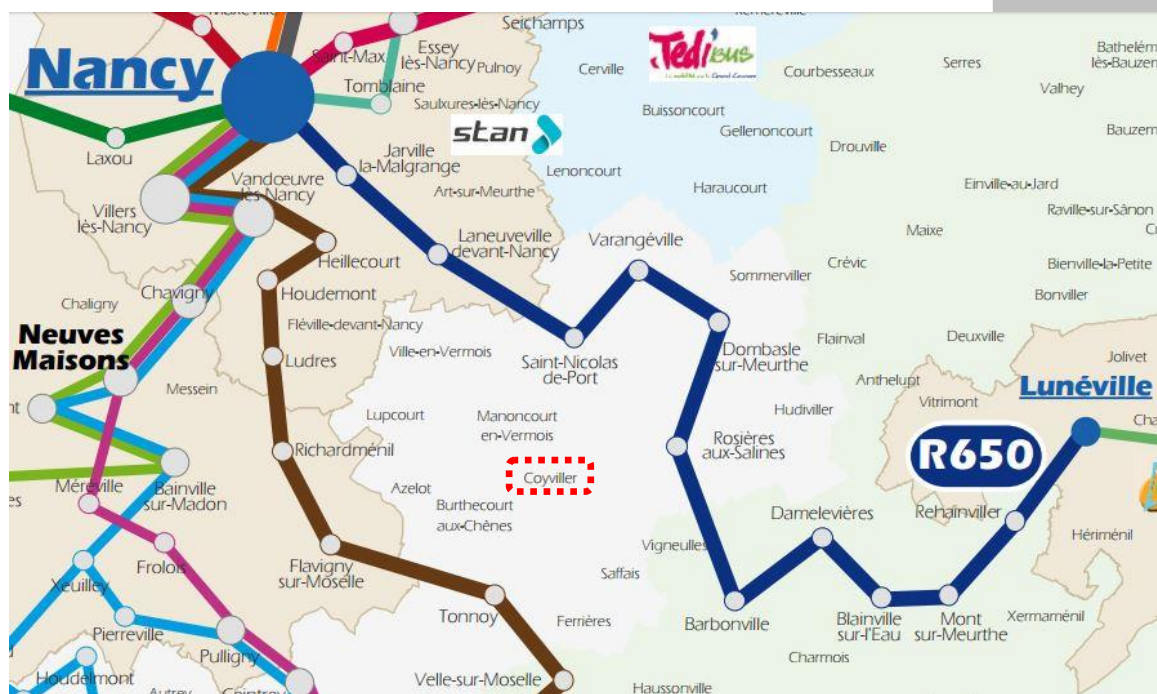 Seichamps
Nancy
Saint-Max
Essey
lès-Nancy
Pulnoy
Tomblaine
Saulxures-lès-Nancy
Cerville
Tedi'BUS
Courbesseaux
Serres
Valhey
Buissoncourt
Gellenoncourt
Drouville
stan
Laxou
Jarville
la-Malgrange
Lenoncourt
Haraucourt
Einville-au-Jard
Vandœuvre
lès-Nancy
Art-sur-Meurthe
Villers
lès-Nancy
Raville-sur-Sânon
Maixe
Laneuveville
devant-Nancy
Varangéville
Heillecourt
Sommerviller
Crévic
Bienville-la-Petite
Chaligny
Chavigny
Houdemont
Bonviller
Fléville-devant-Nancy
Neuves
Maisons
Ludres
Ville-en-Vermois
Saint-Nicolas
de-Port
Dombasle
sur-Meurthe
Flainval
Deuxville
Jolivet
Messein
Anthelupt
Vitrimont
Lunéville
Lupcourt
Manoncourt
en-Vermois
Hudiviller
Richardménil
Rosières
aux-Salines
R650
Coyviller
Méréville
Bainville
sur-Madon
Azelot
Burthecourt
aux-Chênes
Damelevières
Rehainviller
Hériménil
Vigneulles
Frolois
Flavigny
sur-Moselle
Saffais
Xeuilley
Tonnoy
Ferrières
Barbonville
Blainville
sur-l'Eau
Mont
sur-Meurthe
Xermaménil
Pierreville
Pulligny
Charmois
Houdelmont
Velle-sur-Moselle
Haussonville